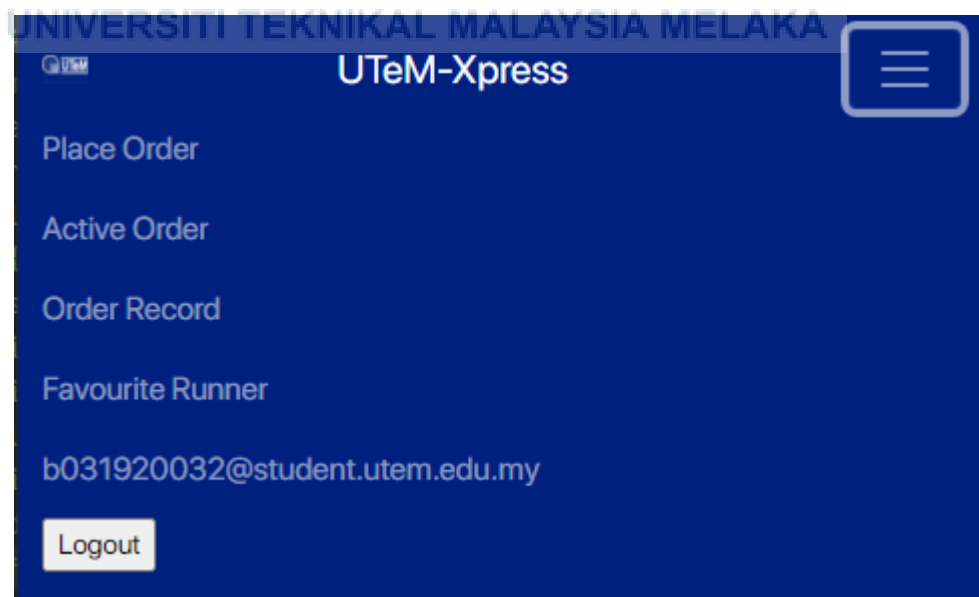 UNIVERSITI TEKNIKAL MALAYSIA MELAKA
UTeM UTeM-Xpress
Place Order
Active Order
Order Record
Favourite Runner
b031920032@student.utem.edu.my
Logout